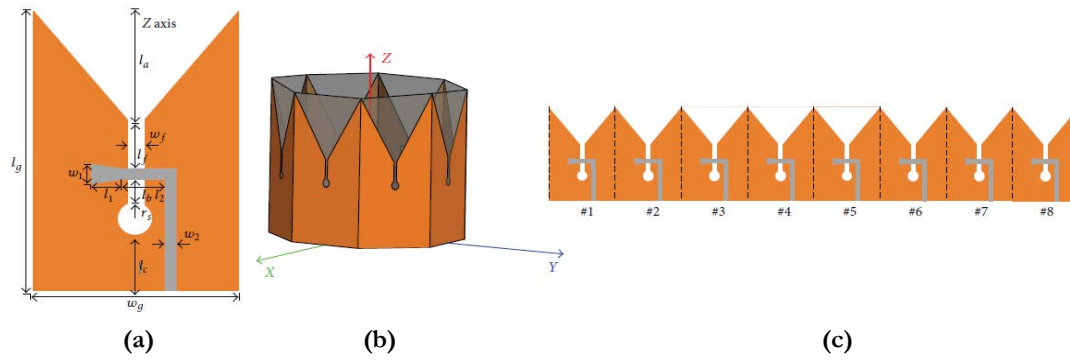 Z axis
l_a
w_f
l_f
l_g
w_1
l_1
l_b
l_2
r_s
w_2
l_c
w_g
(a)
Z
X
Y
(b)
#1 #2 #3 #4 #5 #6 #7 #8
(c)